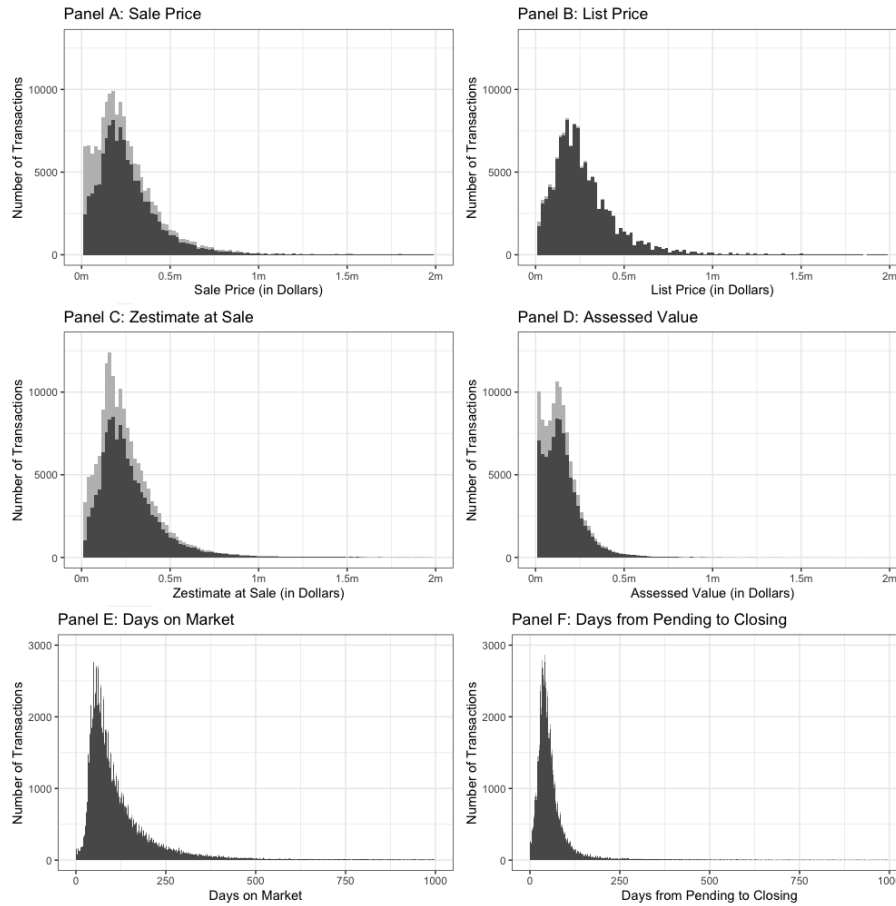 Panel A: Sale Price
Number of Transactions
10000
5000
0
0m 0.5m 1m 1.5m 2m
Sale Price (in Dollars)
Panel B: List Price
Number of Transactions
10000
5000
0
0m 0.5m 1m 1.5m 2m
List Price (in Dollars)
Panel C: Zestimate at Sale
Number of Transactions
10000
5000
0
0m 0.5m 1m 1.5m 2m
Zestimate at Sale (in Dollars)
Panel D: Assessed Value
Number of Transactions
10000
5000
0
0m 0.5m 1m 1.5m 2m
Assessed Value (in Dollars)
Panel E: Days on Market
Number of Transactions
3000
2000
1000
0
0 250 500 750 1000
Days on Market
Panel F: Days from Pending to Closing
Number of Transactions
3000
2000
1000
0
0 250 500 750 1000
Days from Pending to Closing